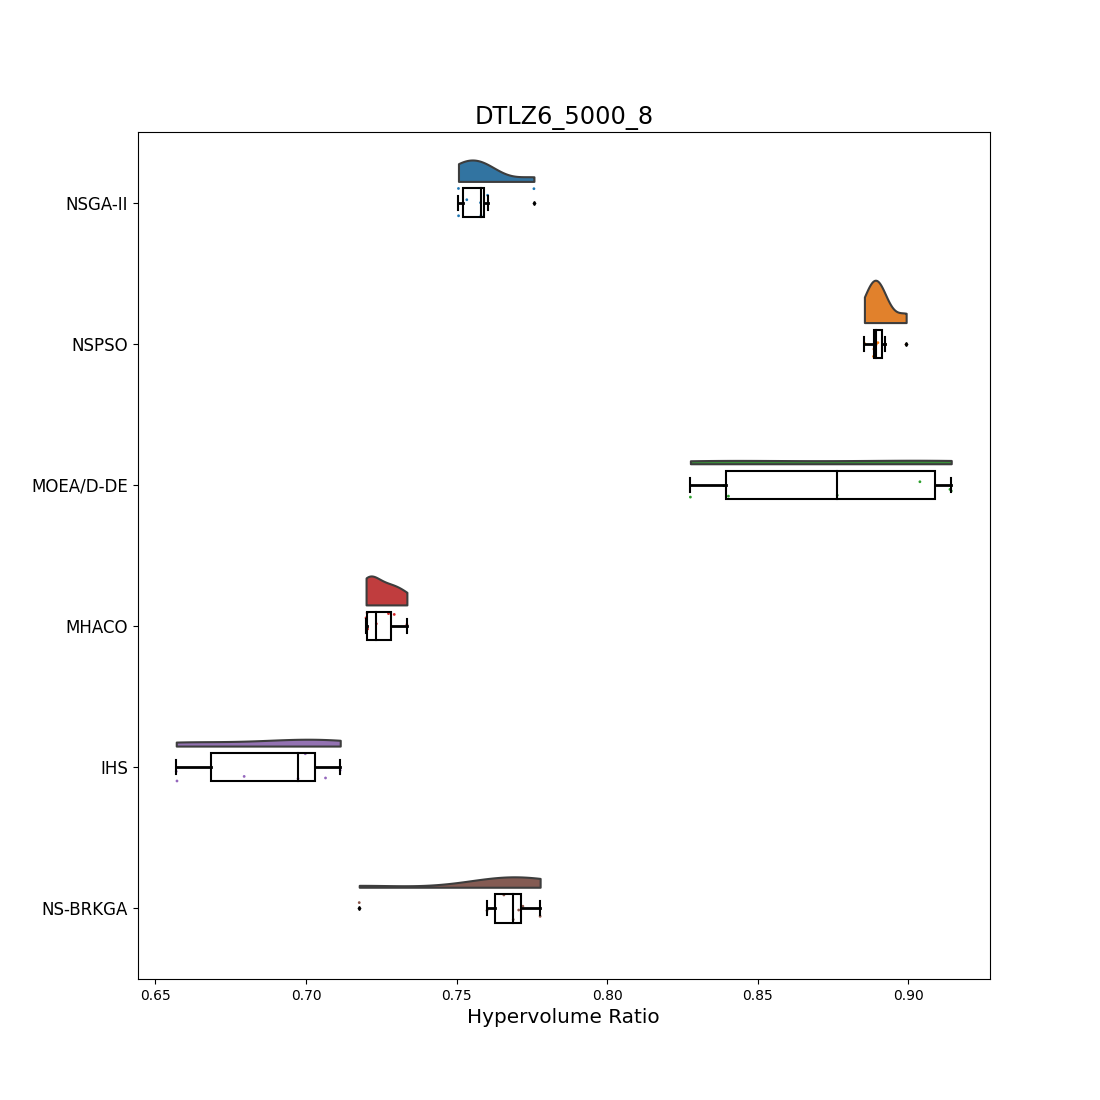 DTLZ6_5000_8
NSGA-II
NSPSO
MOEA/D-DE
MHACO
IHS
NS-BRKGA
0.65 0.70 0.75 0.80 0.85 0.90
Hypervolume Ratio